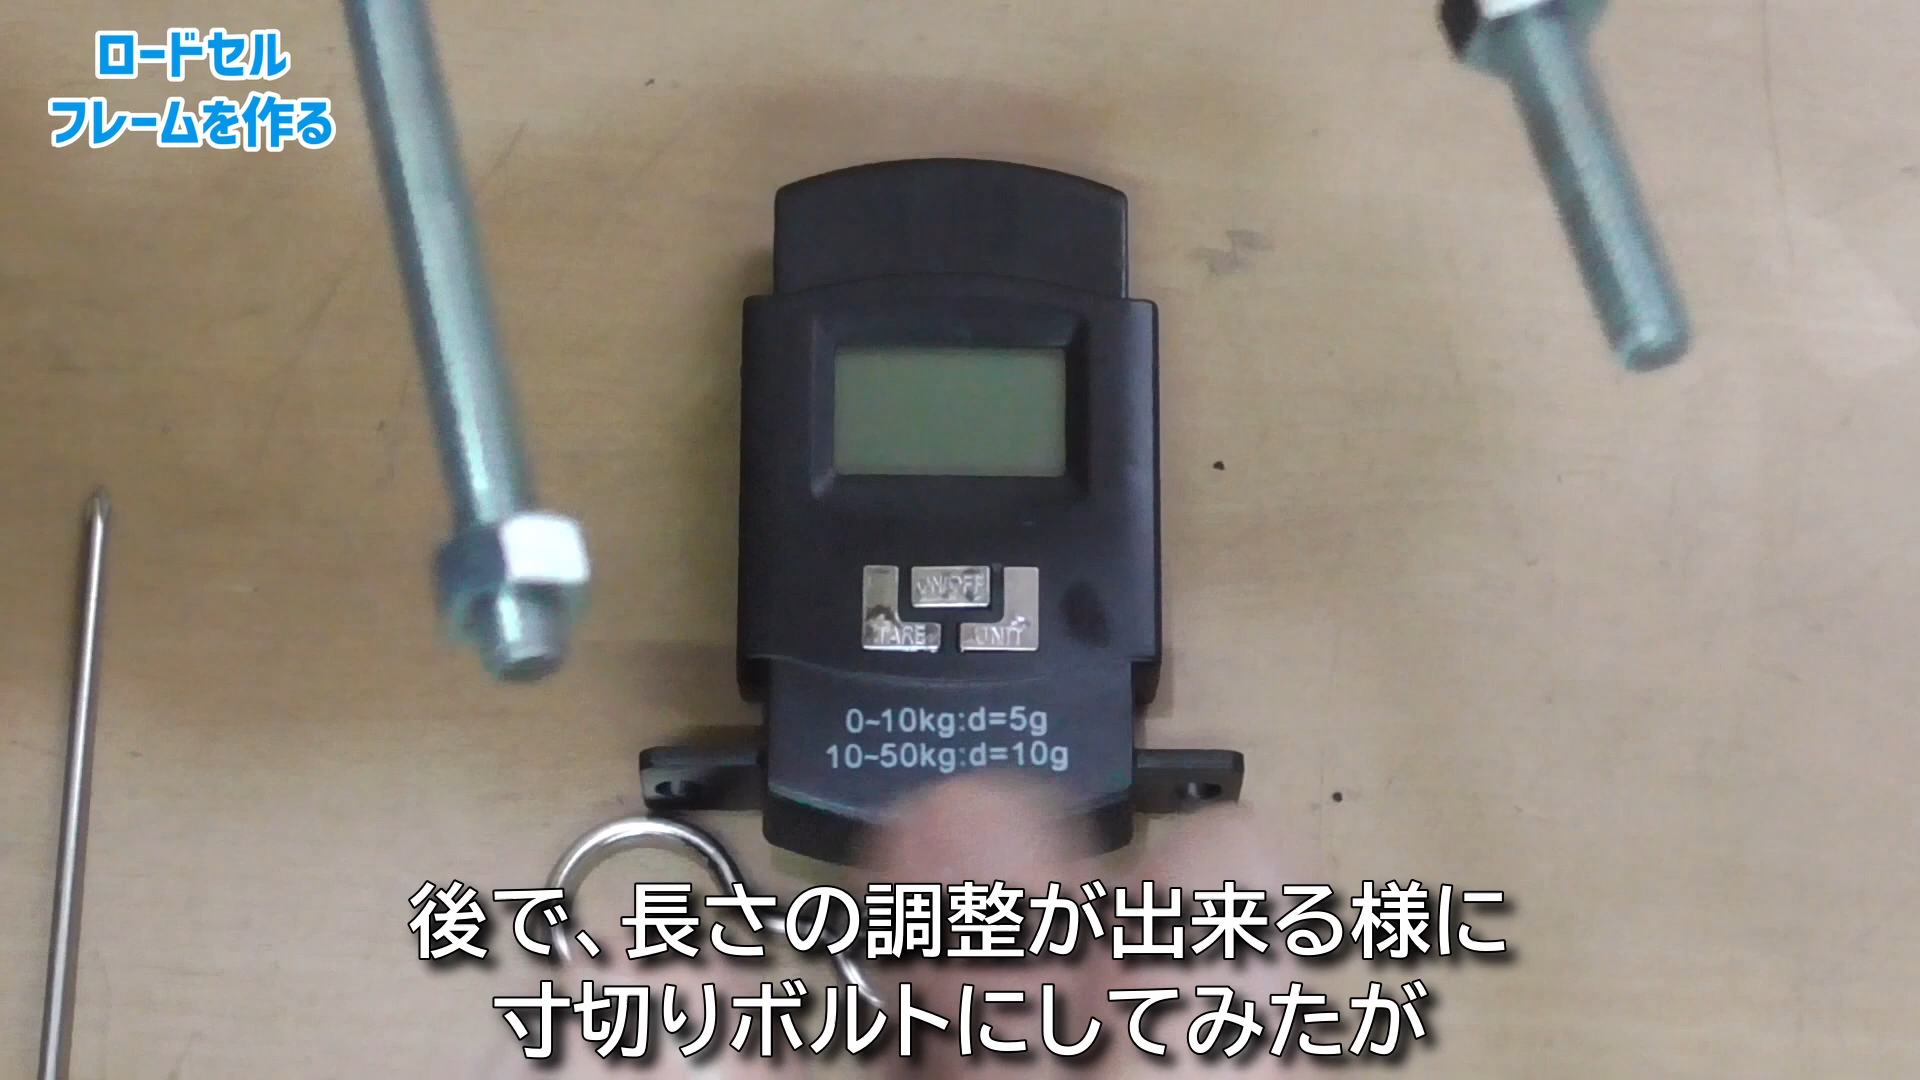 ロードセル
フレームを作る
ON/OFF
TARE UNIT
0~10kg:d=5g
10~50kg:d=10g
後で、長さの調整が出来る様に
寸切りボルトにしてみたが